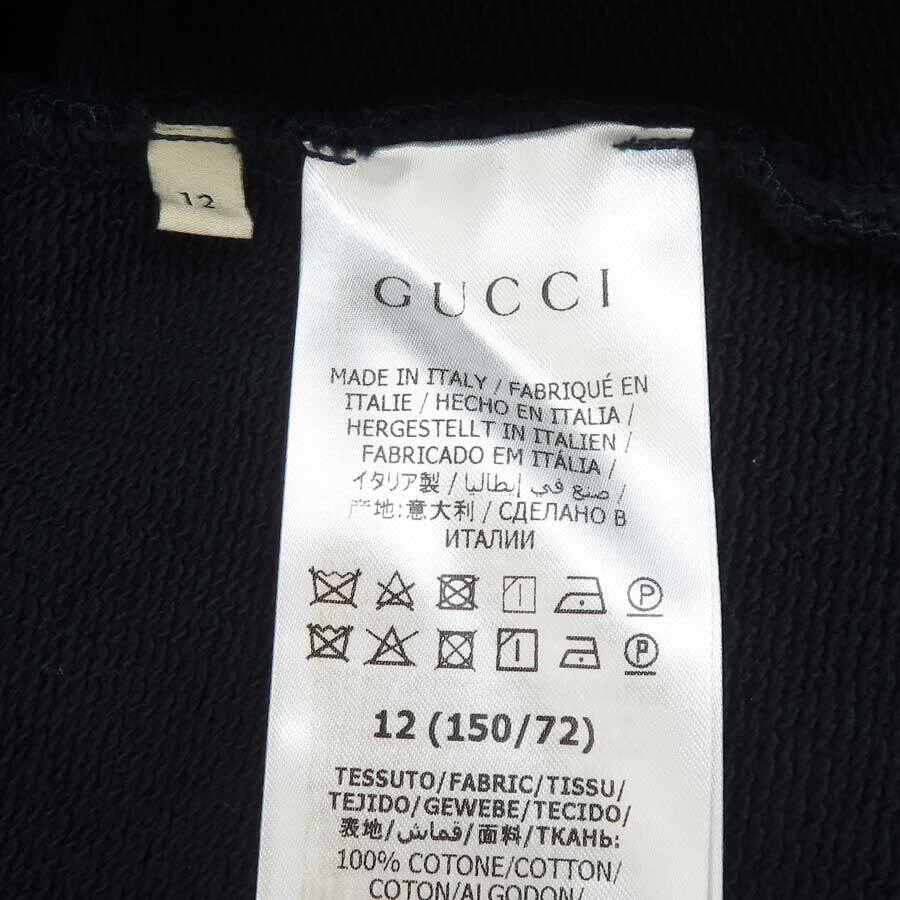 12
GUCCI
MADE IN ITALY / FABRIQUÉ EN
ITALIE / HECHO EN ITALIA /
HERGESTELLT IN ITALIEN /
FABRICADO EM ITÁLIA /
イタリア製 / صنع في إيطاليا /
产地:意大利 / СДЕЛАНО В
ИТАЛИИ
P
P
12 (150/72)
TESSUTO/FABRIC/TISSU/
TEJIDO/GEWEBE/TECIDO/
表地/قماش/面料/ТКАНЬ:
100% COTONE/COTTON/
COTON/ALGODON/